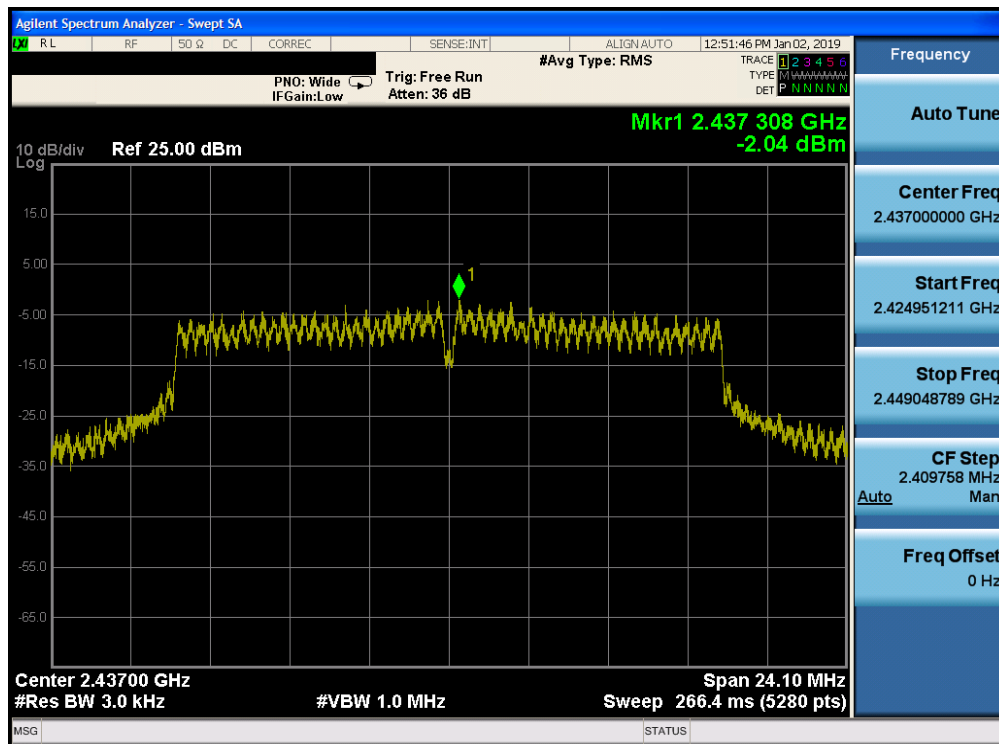 Agilent Spectrum Analyzer - Swept SA
LXI RL RF 50 Ω DC CORREC SENSE:INT ALIGN AUTO 12:51:46 PM Jan 02, 2019
#Avg Type: RMS TRACE 1 2 3 4 5 6
PNO: Wide Trig: Free Run TYPE M
IFGain:Low Atten: 36 dB DET P N N N N N
Mkr1 2.437 308 GHz
-2.04 dBm
10 dB/div Ref 25.00 dBm
Log
15.0
5.00
1
-5.00
-15.0
-25.0
-35.0
-45.0
-55.0
-65.0
Center 2.43700 GHz Span 24.10 MHz
#Res BW 3.0 kHz #VBW 1.0 MHz Sweep 266.4 ms (5280 pts)
MSG STATUS
Frequency
Auto Tune
Center Freq
2.437000000 GHz
Start Freq
2.424951211 GHz
Stop Freq
2.449048789 GHz
CF Step
2.409758 MHz
Auto Man
Freq Offset
0 Hz